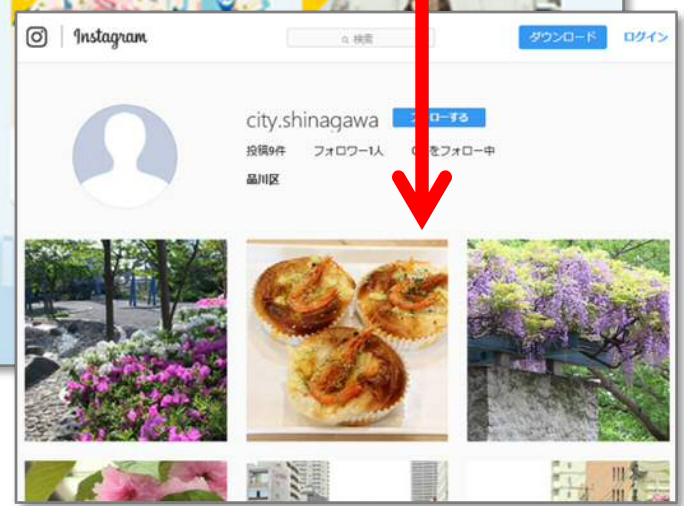 Instagram
検索
ダウンロード
ログイン
city.shinagawa
フォローする
投稿9件 フォロワー1人 をフォロー中
品川区